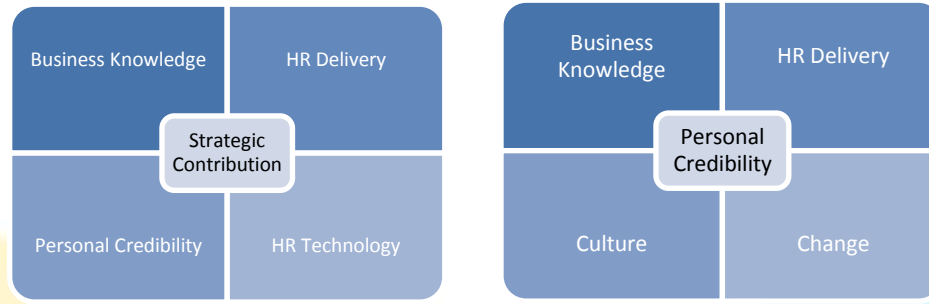 Business Knowledge
HR Delivery
Strategic
Contribution
Personal Credibility
HR Technology
Business
Knowledge
HR Delivery
Personal
Credibility
Culture
Change